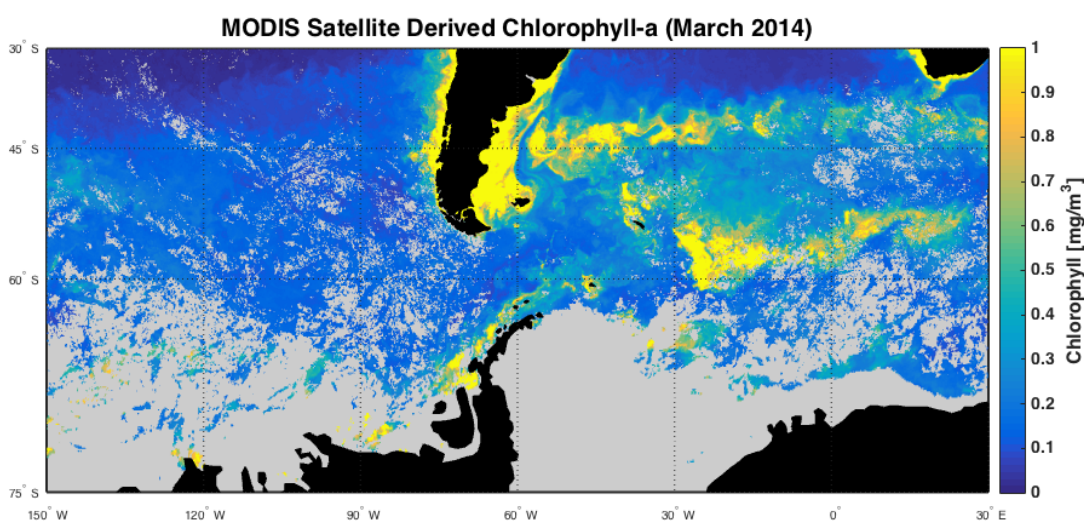 MODIS Satellite Derived Chlorophyll-a (March 2014)
30° S
45° S
60° S
75° S
150° W
120° W
90° W
60° W
30° W
0°
30° E
1
0.9
0.8
0.7
0.6
0.5
0.4
0.3
0.2
0.1
0
Chlorophyll [mg/m³]